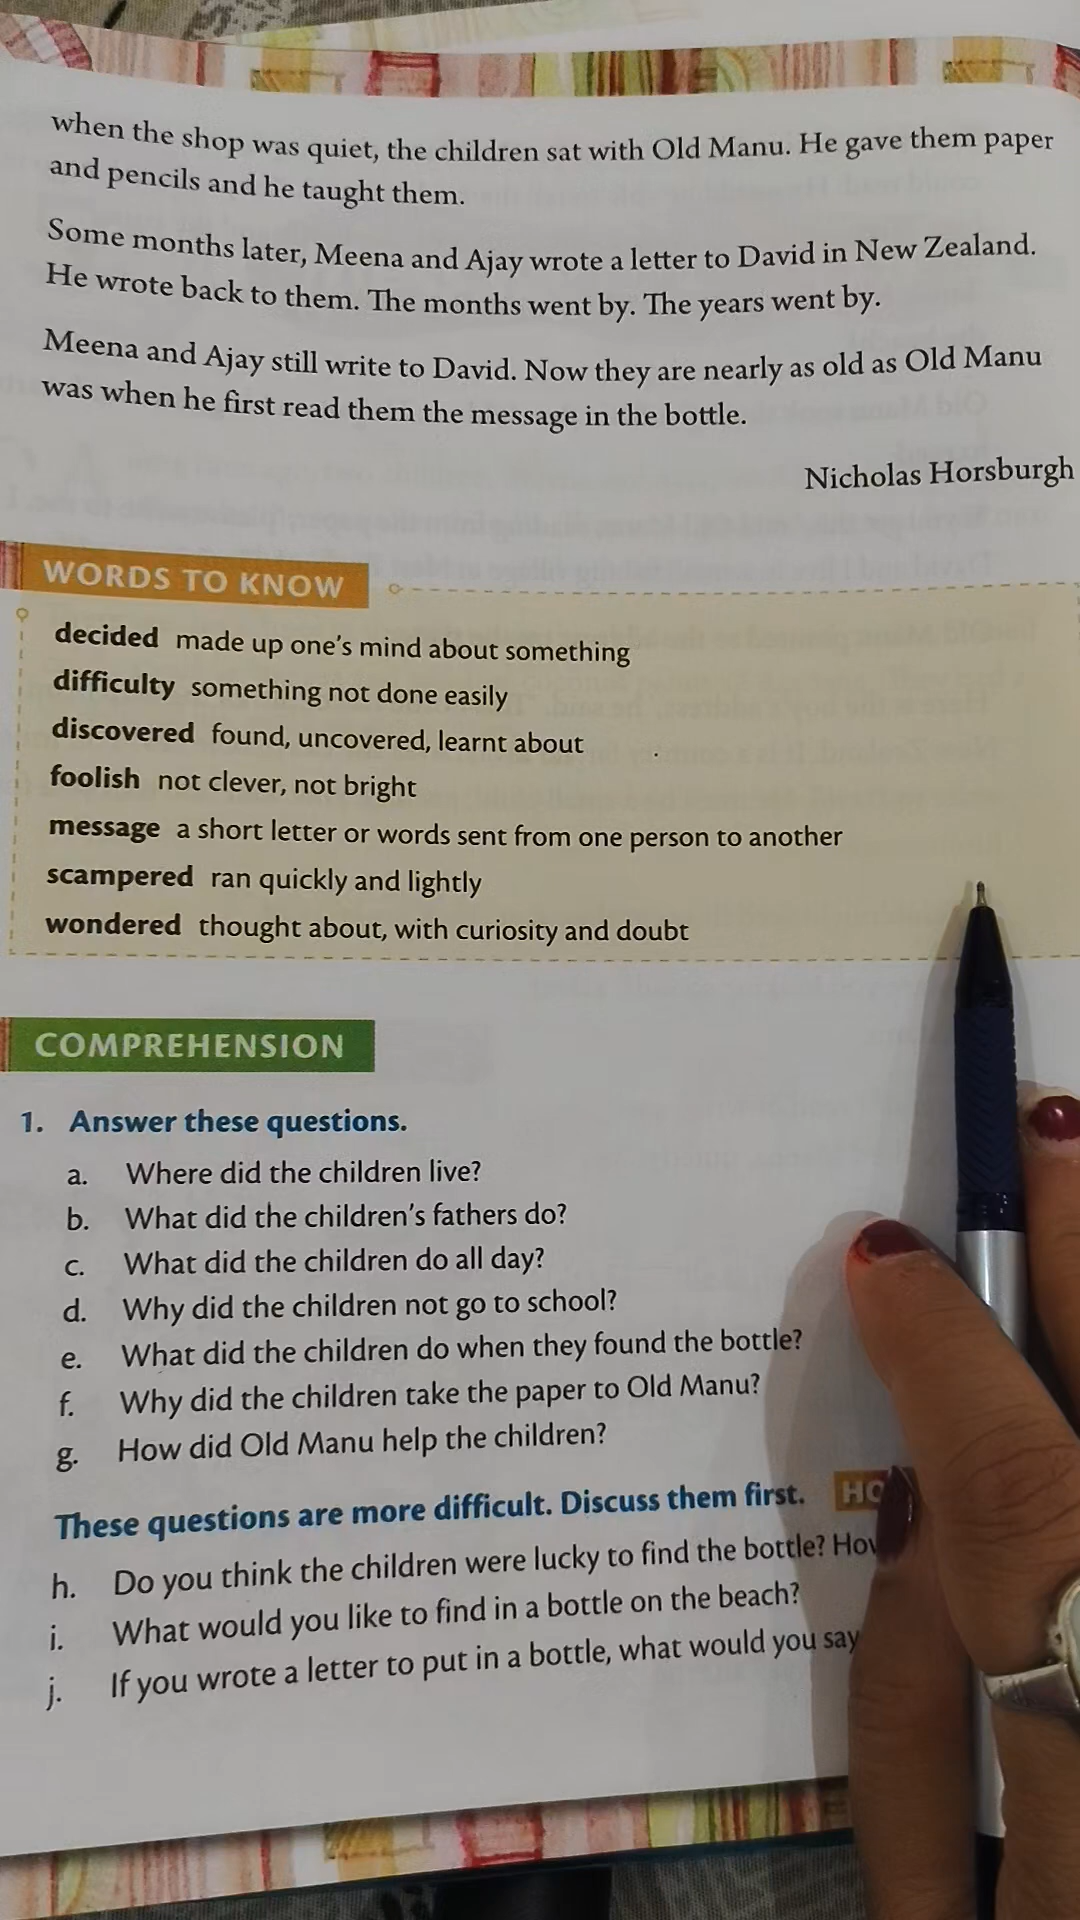 when the shop was quiet, the children sat with Old Manu. He gave them paper
and pencils and he taught them.
Some months later, Meena and Ajay wrote a letter to David in New Zealand.
He wrote back to them. The months went by. The years went by.
Meena and Ajay still write to David. Now they are nearly as old as Old Manu
was when he first read them the message in the bottle.
Nicholas Horsburgh
WORDS TO KNOW
decided made up one's mind about something
difficulty something not done easily
discovered found, uncovered, learnt about
foolish not clever, not bright
message a short letter or words sent from one person to another
scampered ran quickly and lightly
wondered thought about, with curiosity and doubt
COMPREHENSION
1. Answer these questions.
a. Where did the children live?
b. What did the children's fathers do?
c. What did the children do all day?
d. Why did the children not go to school?
e. What did the children do when they found the bottle?
f. Why did the children take the paper to Old Manu?
g. How did Old Manu help the children?
These questions are more difficult. Discuss them first.
h. Do you think the children were lucky to find the bottle?
i. What would you like to find in a bottle on the beach?
j. If you wrote a letter to put in a bottle, what would you say